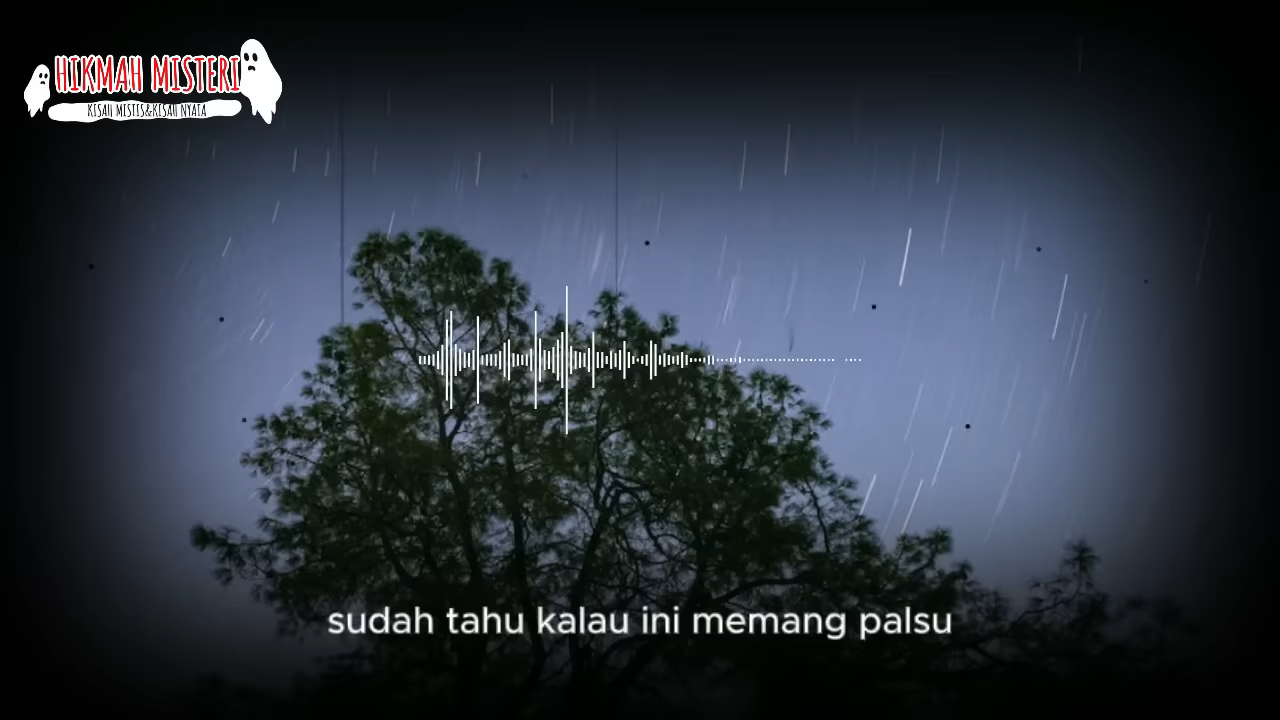 HIKMAH MISTERI
KISAH MISTIS&KISAH NYATA
sudah tahu kalau ini memang palsu